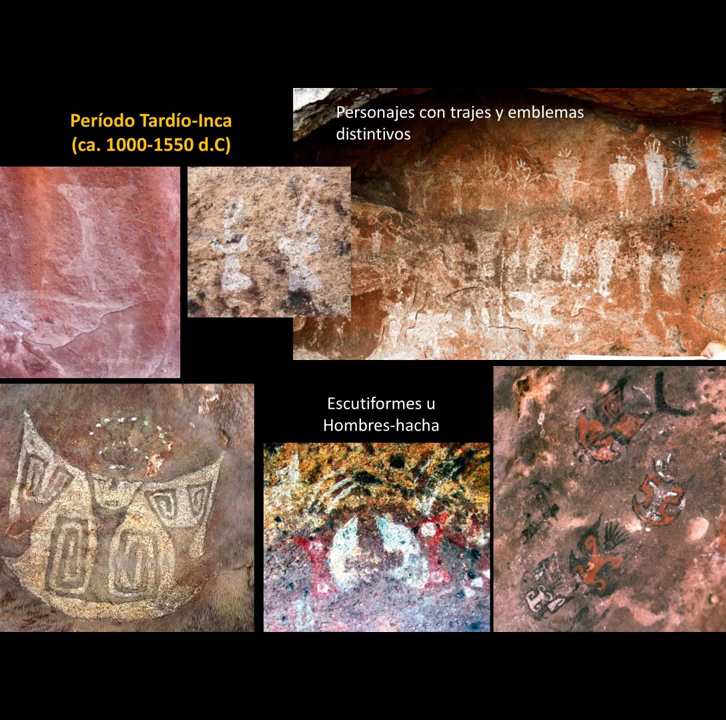 Período Tardío-Inca
(ca. 1000-1550 d.C)
Personajes con trajes y emblemas
distintivos
Escutiformes u
Hombres-hacha